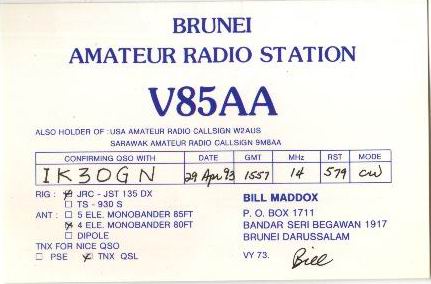 BRUNEI
AMATEUR RADIO STATION
V85AA
ALSO HOLDER OF : USA AMATEUR RADIO CALLSIGN W2AUS
SARAWAK AMATEUR RADIO CALLSIGN 9M8AA
CONFIRMING QSO WITH DATE GMT MHz RST MODE
IK3OGN 29 Apr 93 1557 14 579 CW
RIG : JRC - JST 135 DX
TS - 930 S
ANT : 5 ELE. MONOBANDER 85FT
4 ELE. MONOBANDER 80FT
DIPOLE
TNX FOR NICE QSO
PSE TNX QSL
BILL MADDOX
P. O. BOX 1711
BANDAR SERI BEGAWAN 1917
BRUNEI DARUSSALAM
VY 73. Bill